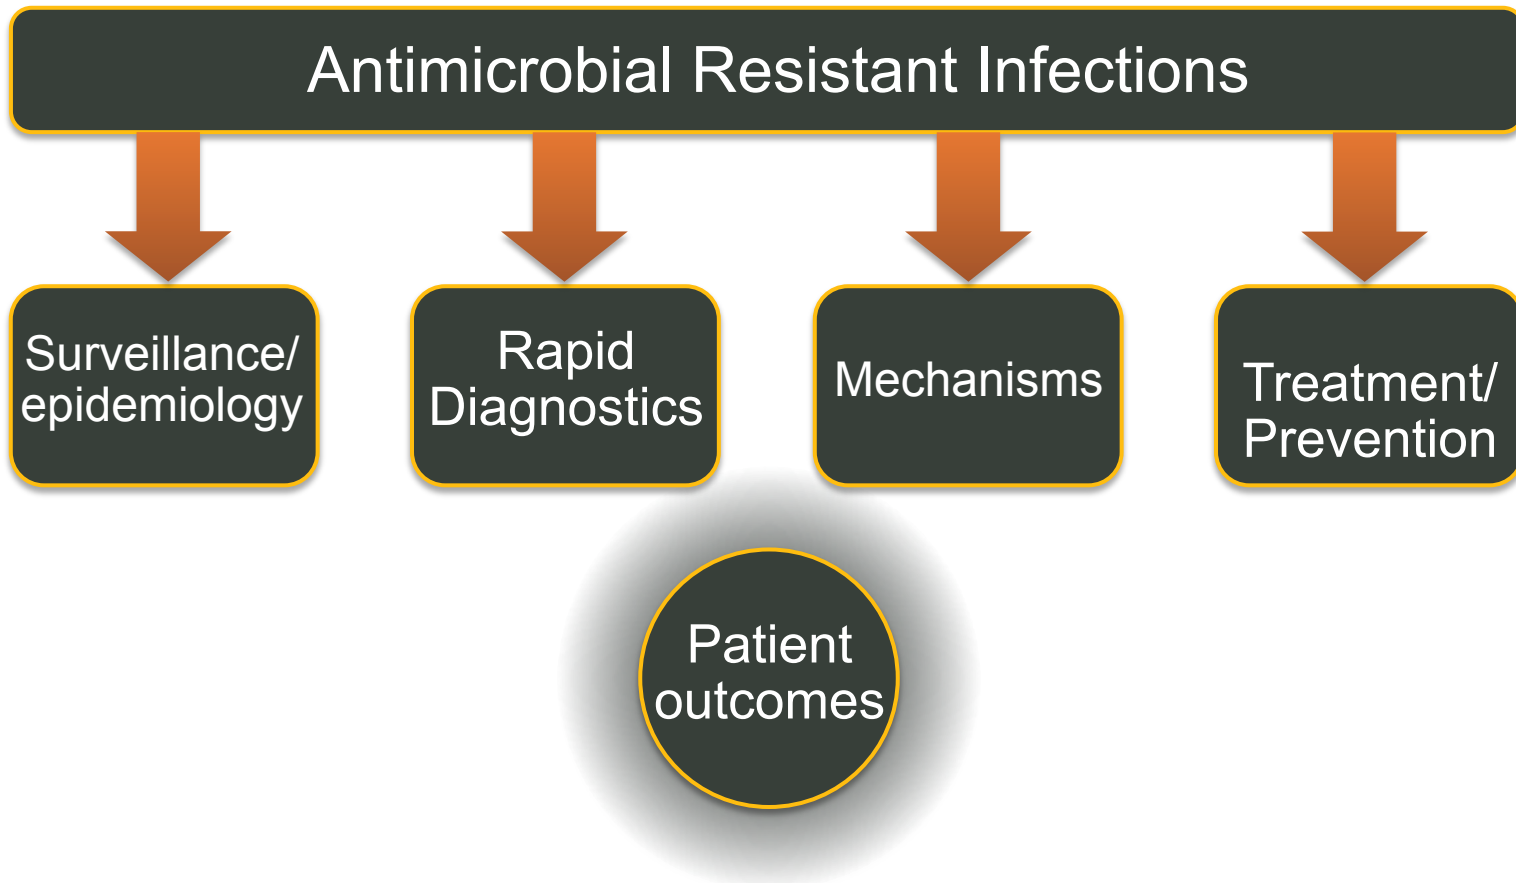 Antimicrobial Resistant Infections
Surveillance/
epidemiology
Rapid
Diagnostics
Mechanisms
Treatment/
Prevention
Patient
outcomes